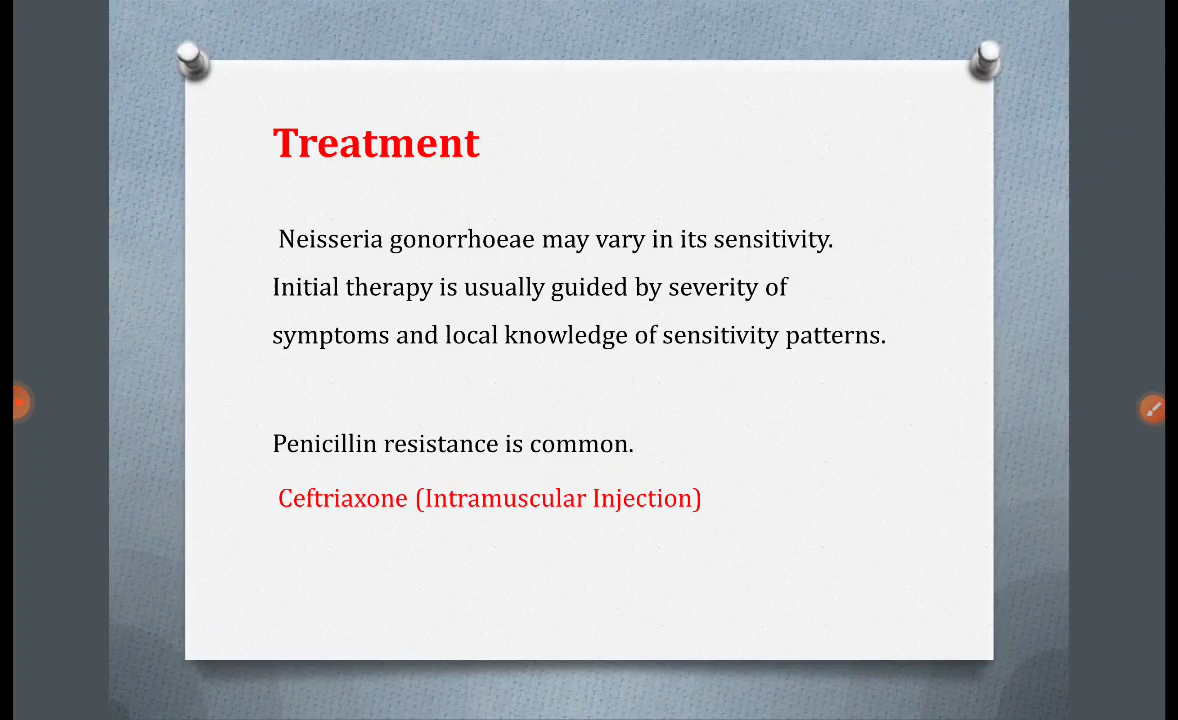 Treatment
Neisseria gonorrhoeae may vary in its sensitivity.
Initial therapy is usually guided by severity of
symptoms and local knowledge of sensitivity patterns.
Penicillin resistance is common.
Ceftriaxone (Intramuscular Injection)